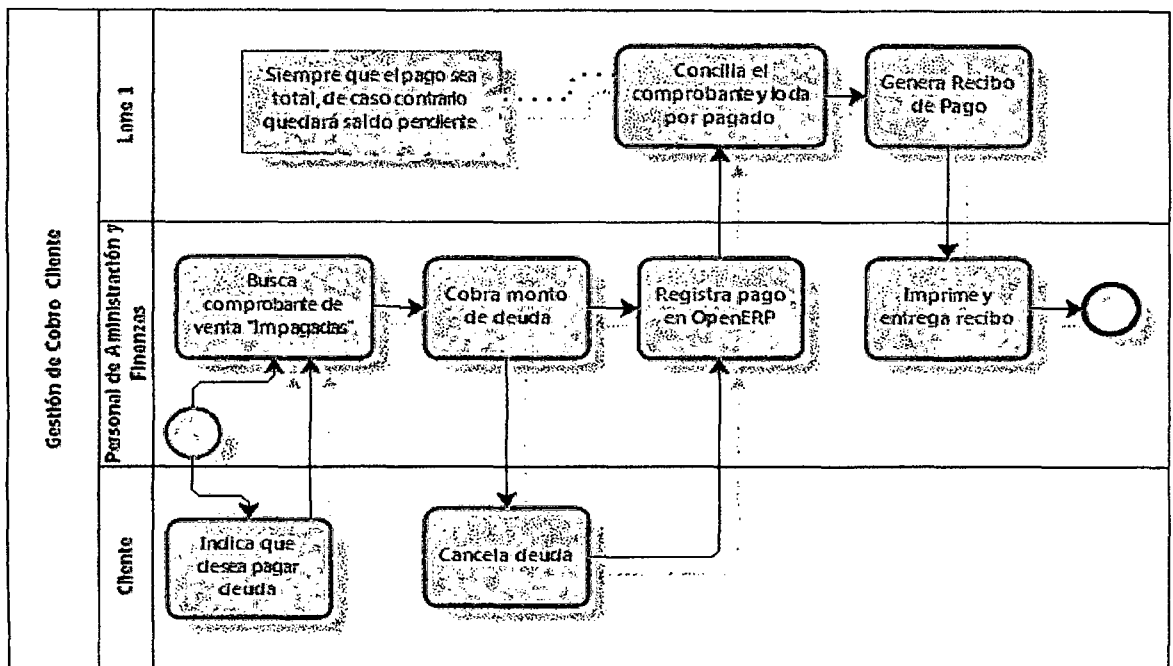 Gestión de Cobro Cliente
Lane 1
Siempre que el pago sea
total, de caso contrario
quedará saldo pendiente
Concilia el
comprobante y lo da
por pagado
Genera Recibo
de Pago
Personal de Administración y
Finanzas
Busca
comprobante de
venta "Impagadas"
Cobra monto
de deuda
Registra pago
en OpenERP
Imprime y
entrega recibo
Cliente
Indica que
desea pagar
deuda
Cancela deuda